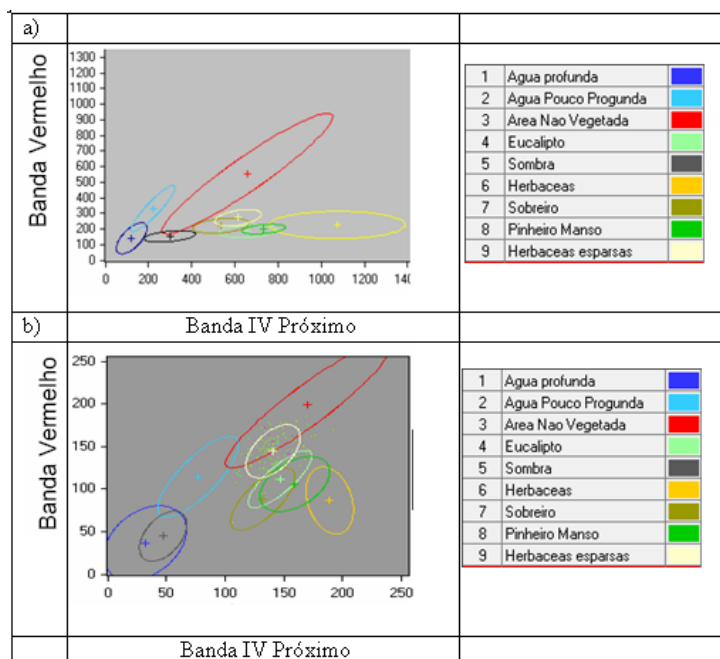 a)
Banda Vermelho
1300
1200
1100
1000
900
800
700
600
500
400
300
200
100
0
0 200 400 600 800 1000 1200 140
1 Agua profunda
2 Agua Pouco Progunda
3 Area Nao Vegetada
4 Eucalipto
5 Sombra
6 Herbaceas
7 Sobreiro
8 Pinheiro Manso
9 Herbaceas esparsas
b) Banda IV Próximo
Banda Vermelho
250
200
150
100
50
0
0 50 100 150 200 250
1 Agua profunda
2 Agua Pouco Progunda
3 Area Nao Vegetada
4 Eucalipto
5 Sombra
6 Herbaceas
7 Sobreiro
8 Pinheiro Manso
9 Herbaceas esparsas
Banda IV Próximo